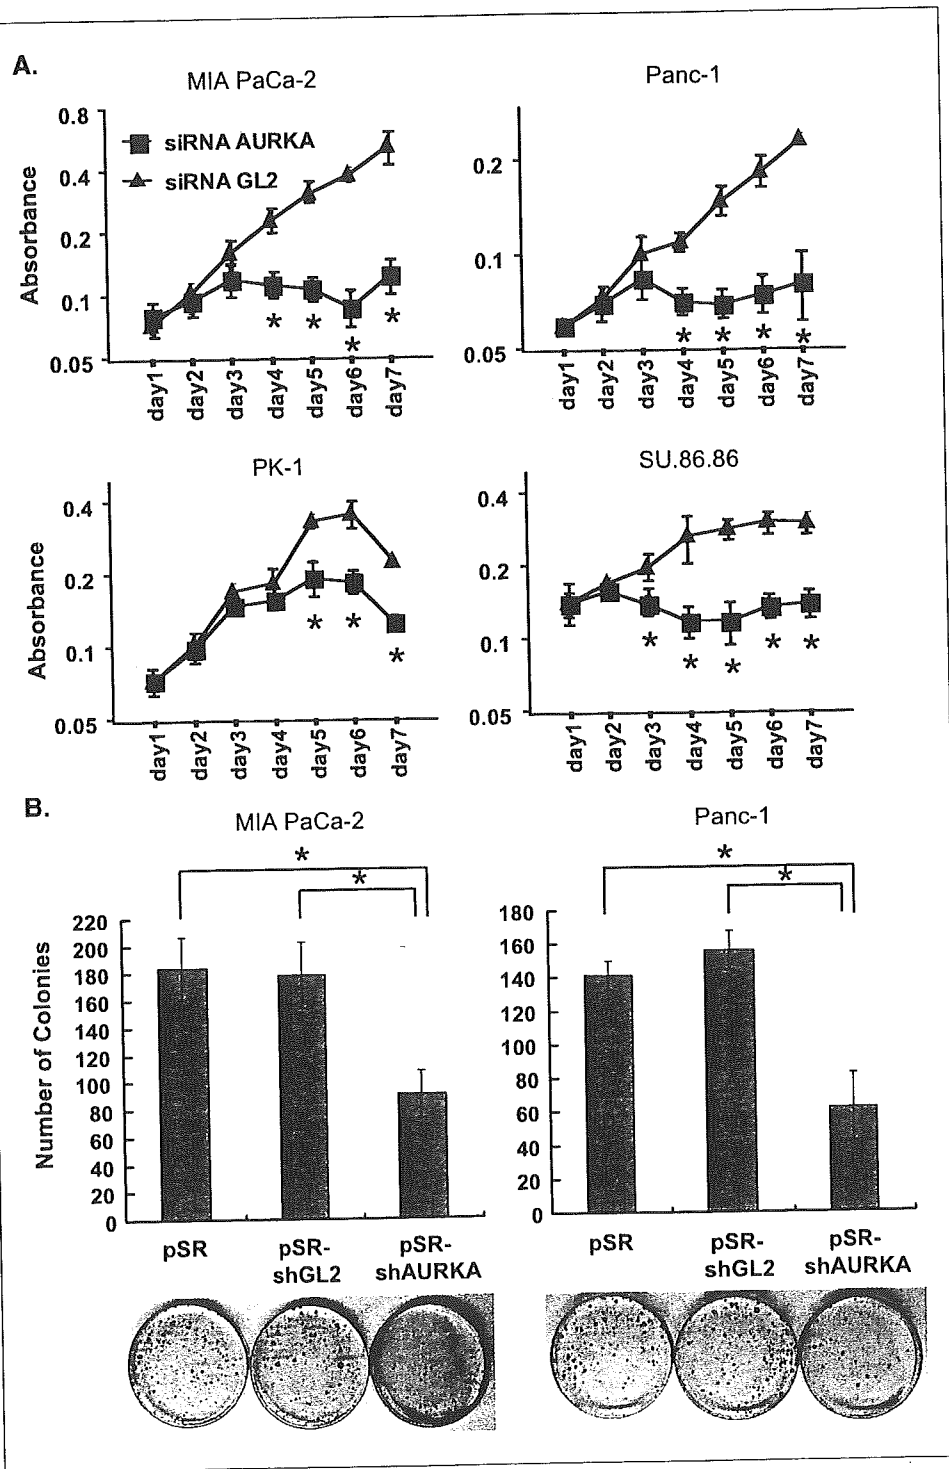 A.
MIA PaCa-2
Absorbance
0.8
0.4
0.2
0.1
0.05
siRNA AURKA
siRNA GL2
* * * *
day1 day2 day3 day4 day5 day6 day7
Panc-1
0.2
0.1
0.05
* * * *
day1 day2 day3 day4 day5 day6 day7
PK-1
Absorbance
0.4
0.2
0.1
0.05
* * *
day1 day2 day3 day4 day5 day6 day7
SU.86.86
0.4
0.2
0.1
0.05
* * * * *
day1 day2 day3 day4 day5 day6 day7
B.
MIA PaCa-2
*
*
Number of Colonies
220
200
180
160
140
120
100
80
60
40
20
0
pSR
pSR-
shGL2
pSR-
shAURKA
Panc-1
*
*
180
160
140
120
100
80
60
40
20
0
pSR
pSR-
shGL2
pSR-
shAURKA